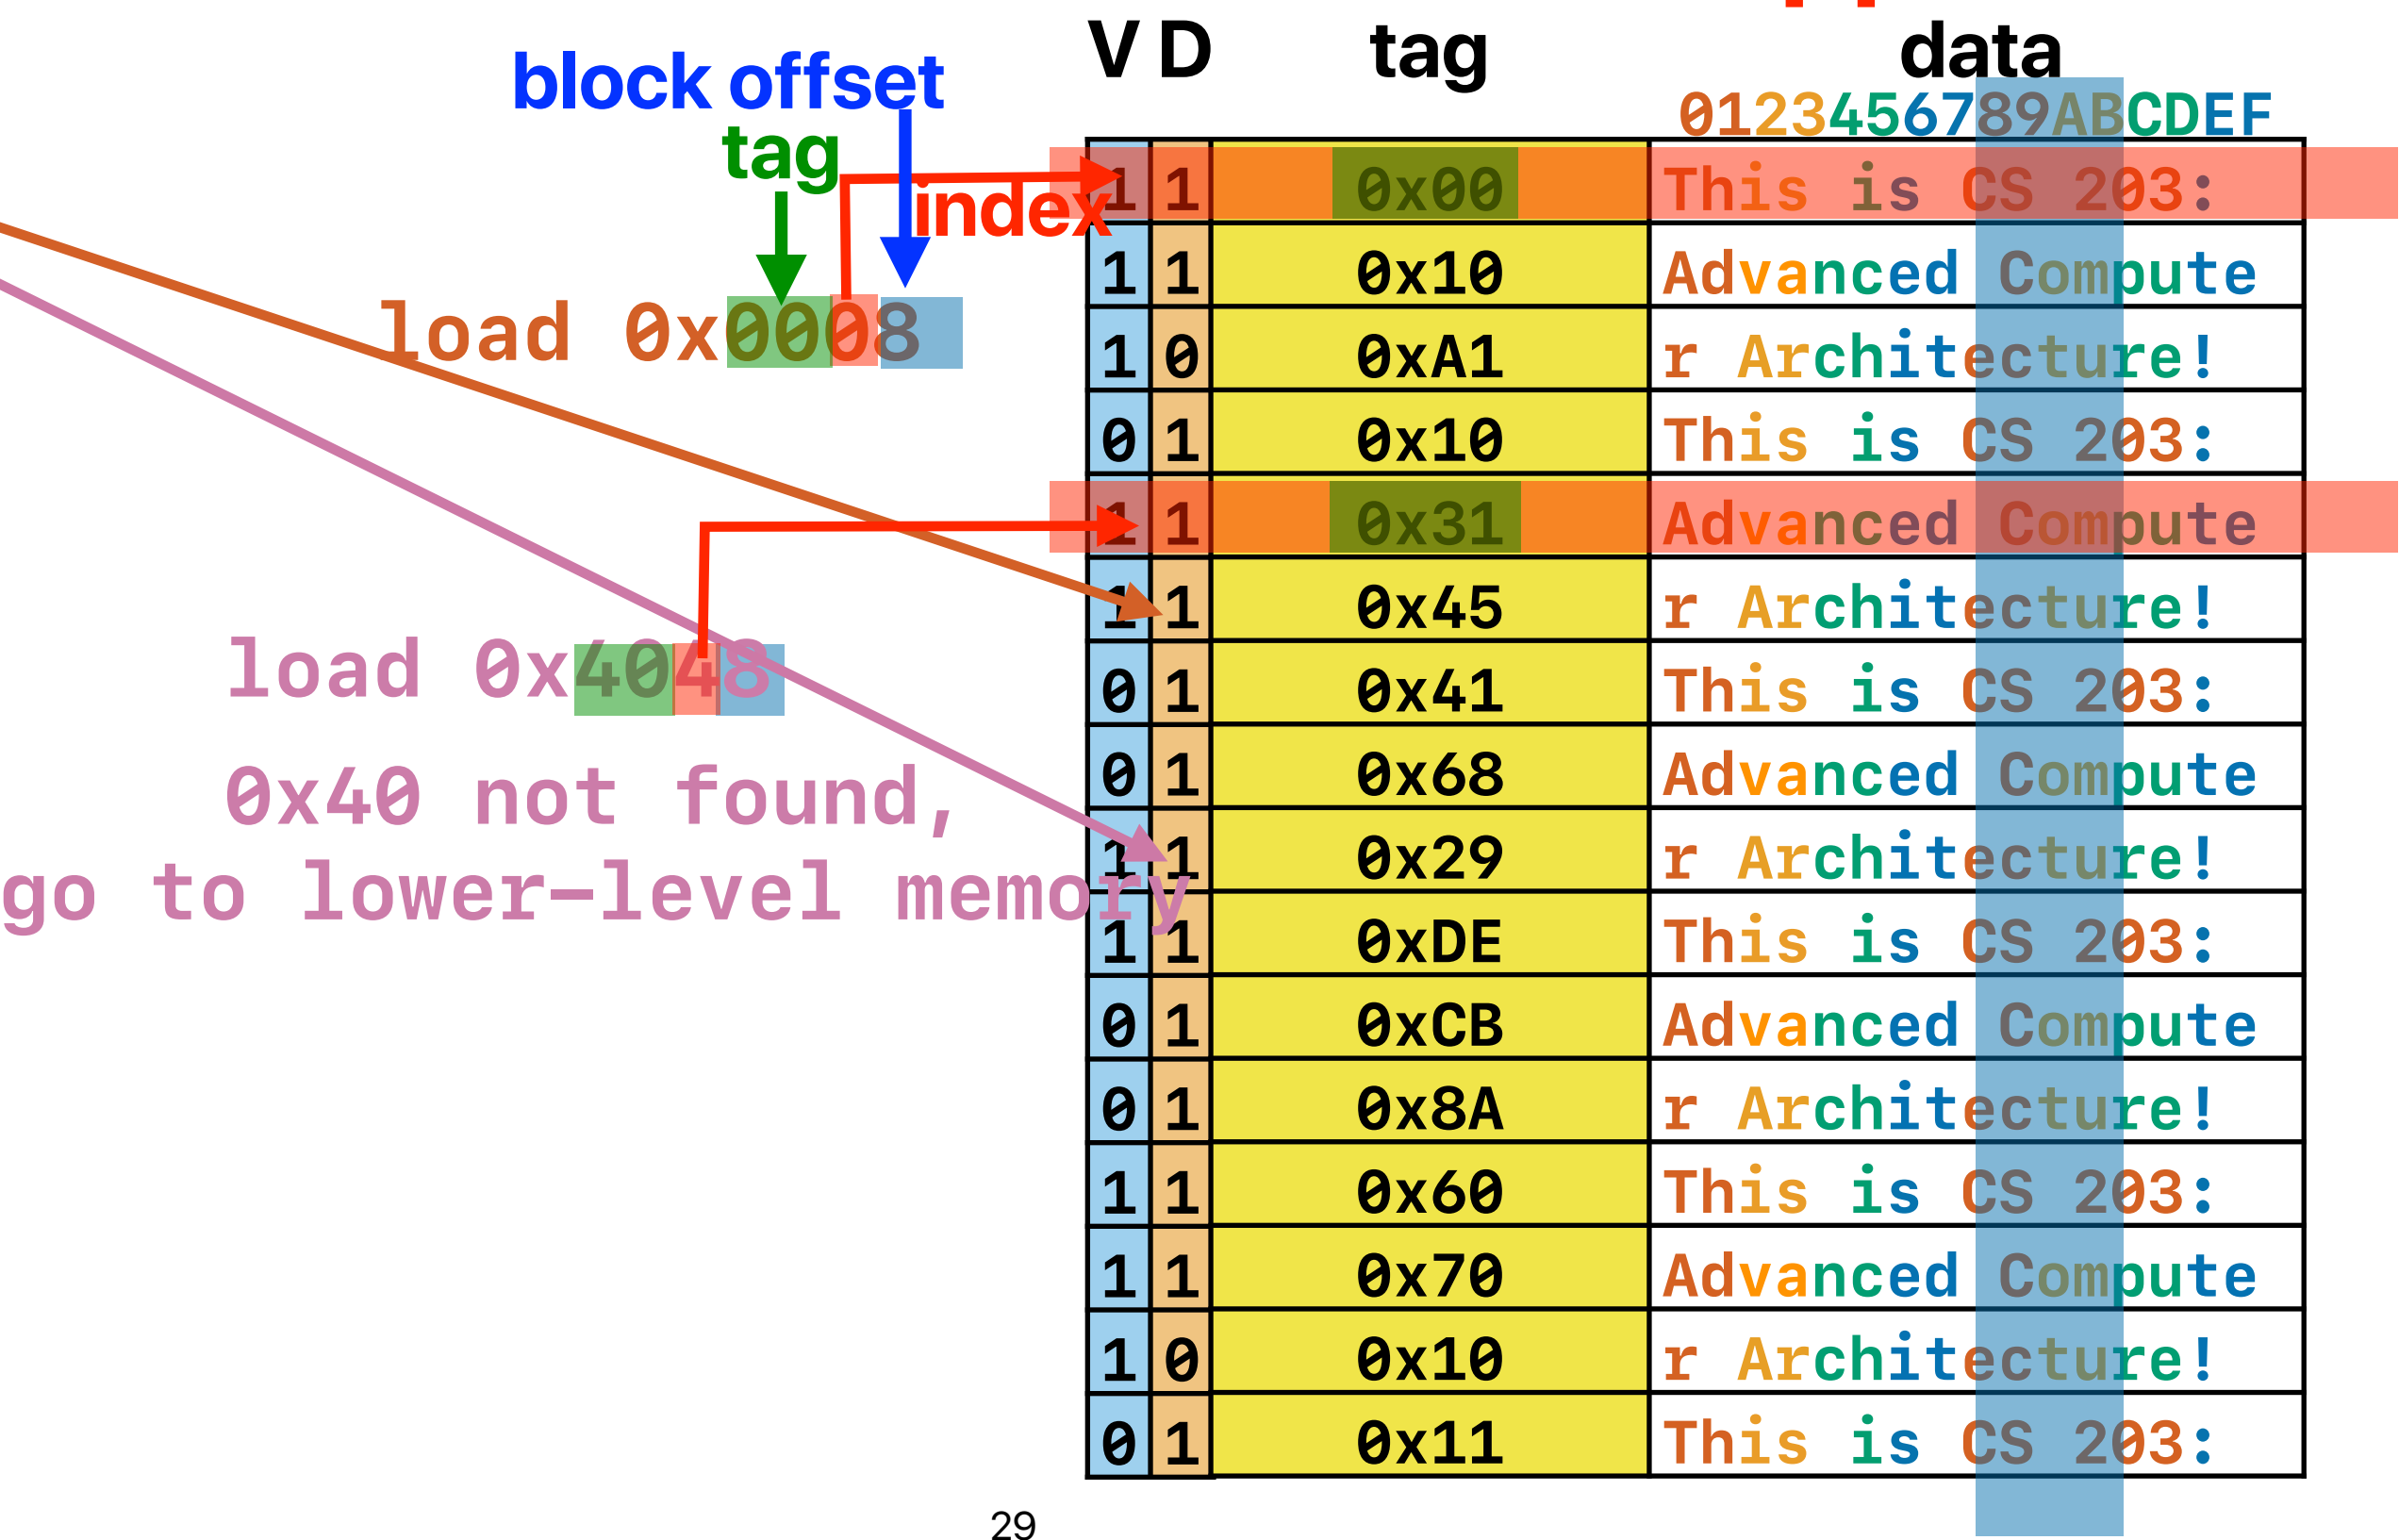 V D tag data
block offset
tag
index
0123456789ABCDEF
load 0x0008
load 0x4048
0x40 not found,
go to lower-level memory
1 1 0x00 This is CS 203:
1 1 0x10 Advanced Compute
1 0 0xA1 r Architecture!
0 1 0x10 This is CS 203:
1 1 0x31 Advanced Compute
1 1 0x45 r Architecture!
0 1 0x41 This is CS 203:
0 1 0x68 Advanced Compute
1 1 0x29 r Architecture!
1 1 0xDE This is CS 203:
0 1 0xCB Advanced Compute
0 1 0x8A r Architecture!
1 1 0x60 This is CS 203:
1 1 0x70 Advanced Compute
1 0 0x10 r Architecture!
0 1 0x11 This is CS 203:
29